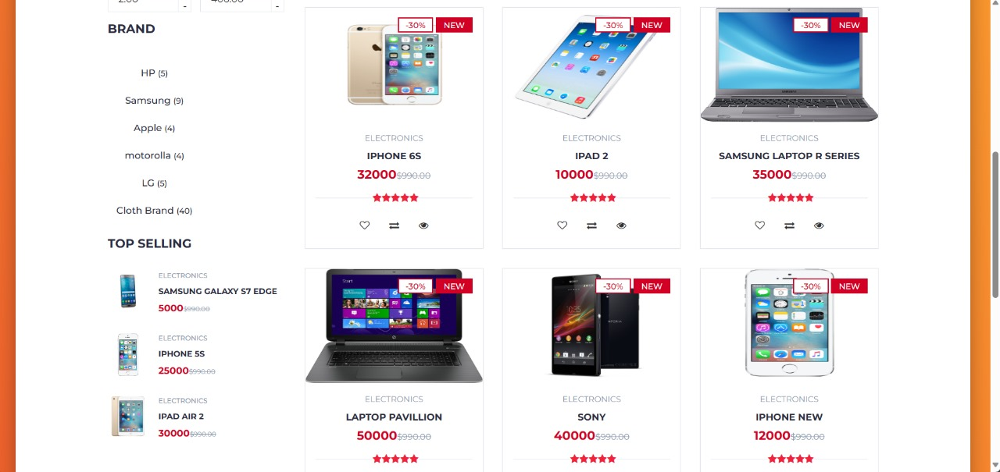 BRAND
HP (5)
Samsung (9)
Apple (4)
motorolla (4)
LG (5)
Cloth Brand (40)
TOP SELLING
ELECTRONICS
SAMSUNG GALAXY S7 EDGE
5000$990.00
ELECTRONICS
IPHONE 5S
25000$990.00
ELECTRONICS
IPAD AIR 2
30000$990.00
-30% NEW
ELECTRONICS
IPHONE 6S
32000$990.00
-30% NEW
ELECTRONICS
IPAD 2
10000$990.00
-30% NEW
SAMSUNG
ELECTRONICS
SAMSUNG LAPTOP R SERIES
35000$990.00
-30% NEW
Start
ELECTRONICS
LAPTOP PAVILLION
50000$990.00
-30% NEW
SONY
XPERIA
ELECTRONICS
SONY
40000$990.00
-30% NEW
ELECTRONICS
IPHONE NEW
12000$990.00